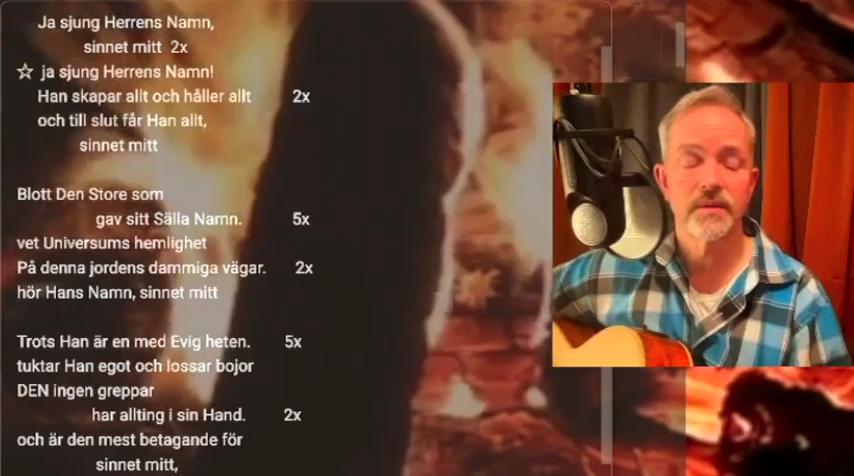 Ja sjung Herrens Namn,
sinnet mitt 2x
☆ ja sjung Herrens Namn!
Han skapar allt och håller allt 2x
och till slut får Han allt,
sinnet mitt
Blott Den Store som
gav sitt Sälla Namn. 5x
vet Universums hemlighet
På denna jordens dammiga vägar. 2x
hör Hans Namn, sinnet mitt
Trots Han är en med Evig heten. 5x
tuktar Han egot och lossar bojor
DEN ingen greppar
har allting i sin Hand. 2x
och är den mest betagande för
sinnet mitt,